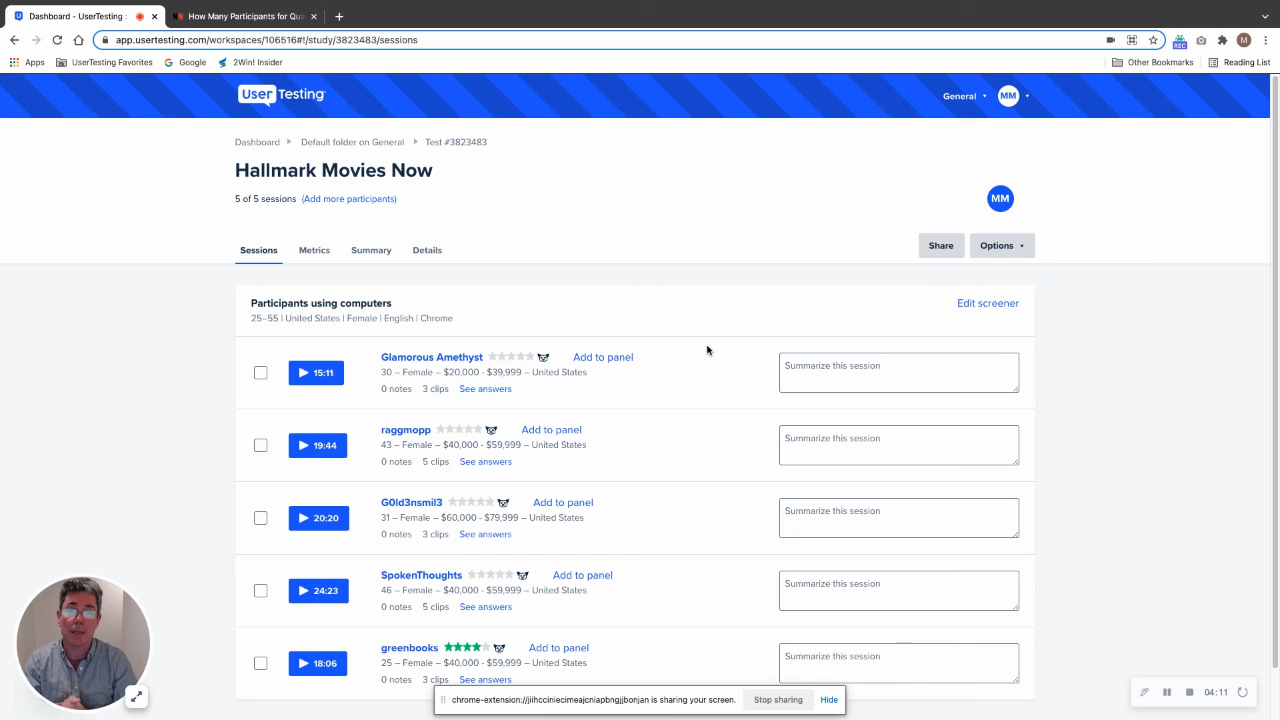 Dashboard - UserTesting
How Many Participants for Qua
app.usertesting.com/workspaces/106516#!/study/3823483/sessions
M
Apps
UserTesting Favorites
Google
2Win! Insider
REC
Other Bookmarks
Reading List
UserTesting
General
MM
Dashboard
Default folder on General
Test #3823483
Hallmark Movies Now
5 of 5 sessions (Add more participants)
MM
Sessions
Metrics
Summary
Details
Share
Options
Participants using computers
Edit screener
25–55 | United States | Female | English | Chrome
15:11
Glamorous Amethyst
Add to panel
30 – Female – $20,000 - $39,999 – United States
0 notes 3 clips See answers
Summarize this session
19:44
raggmopp
Add to panel
43 – Female – $40,000 - $59,999 – United States
0 notes 5 clips See answers
Summarize this session
20:20
G0ld3nsmil3
Add to panel
31 – Female – $60,000 - $79,999 – United States
0 notes 3 clips See answers
Summarize this session
24:23
SpokenThoughts
Add to panel
46 – Female – $40,000 - $59,999 – United States
0 notes 5 clips See answers
Summarize this session
18:06
greenbooks
Add to panel
25 – Female – $40,000 - $59,999 – United States
0 notes 3 clips See answers
Summarize this session
chrome-extension://jiihcciniecimeajcniapbngjjbonjan is sharing your screen.
Stop sharing
Hide
04:11